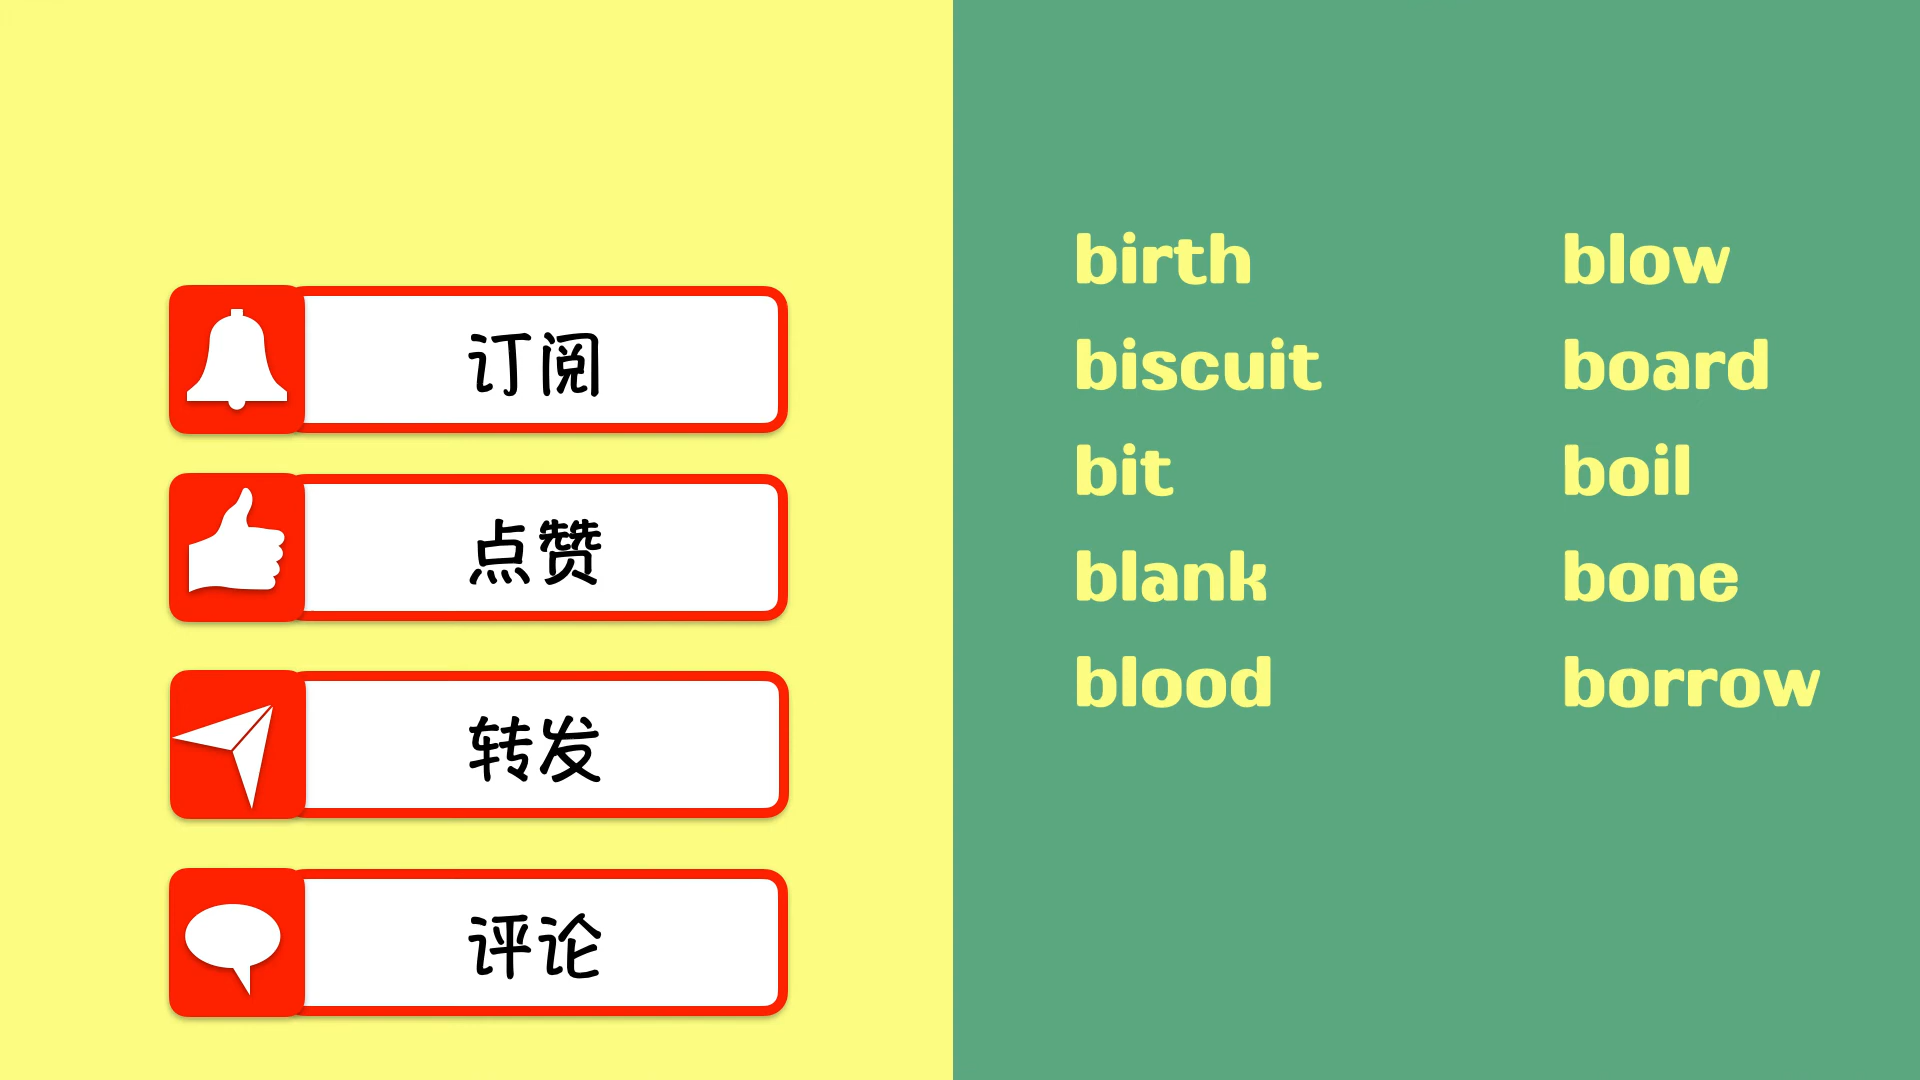 订阅
点赞
转发
评论
birth
biscuit
bit
blank
blood
blow
board
boil
bone
borrow